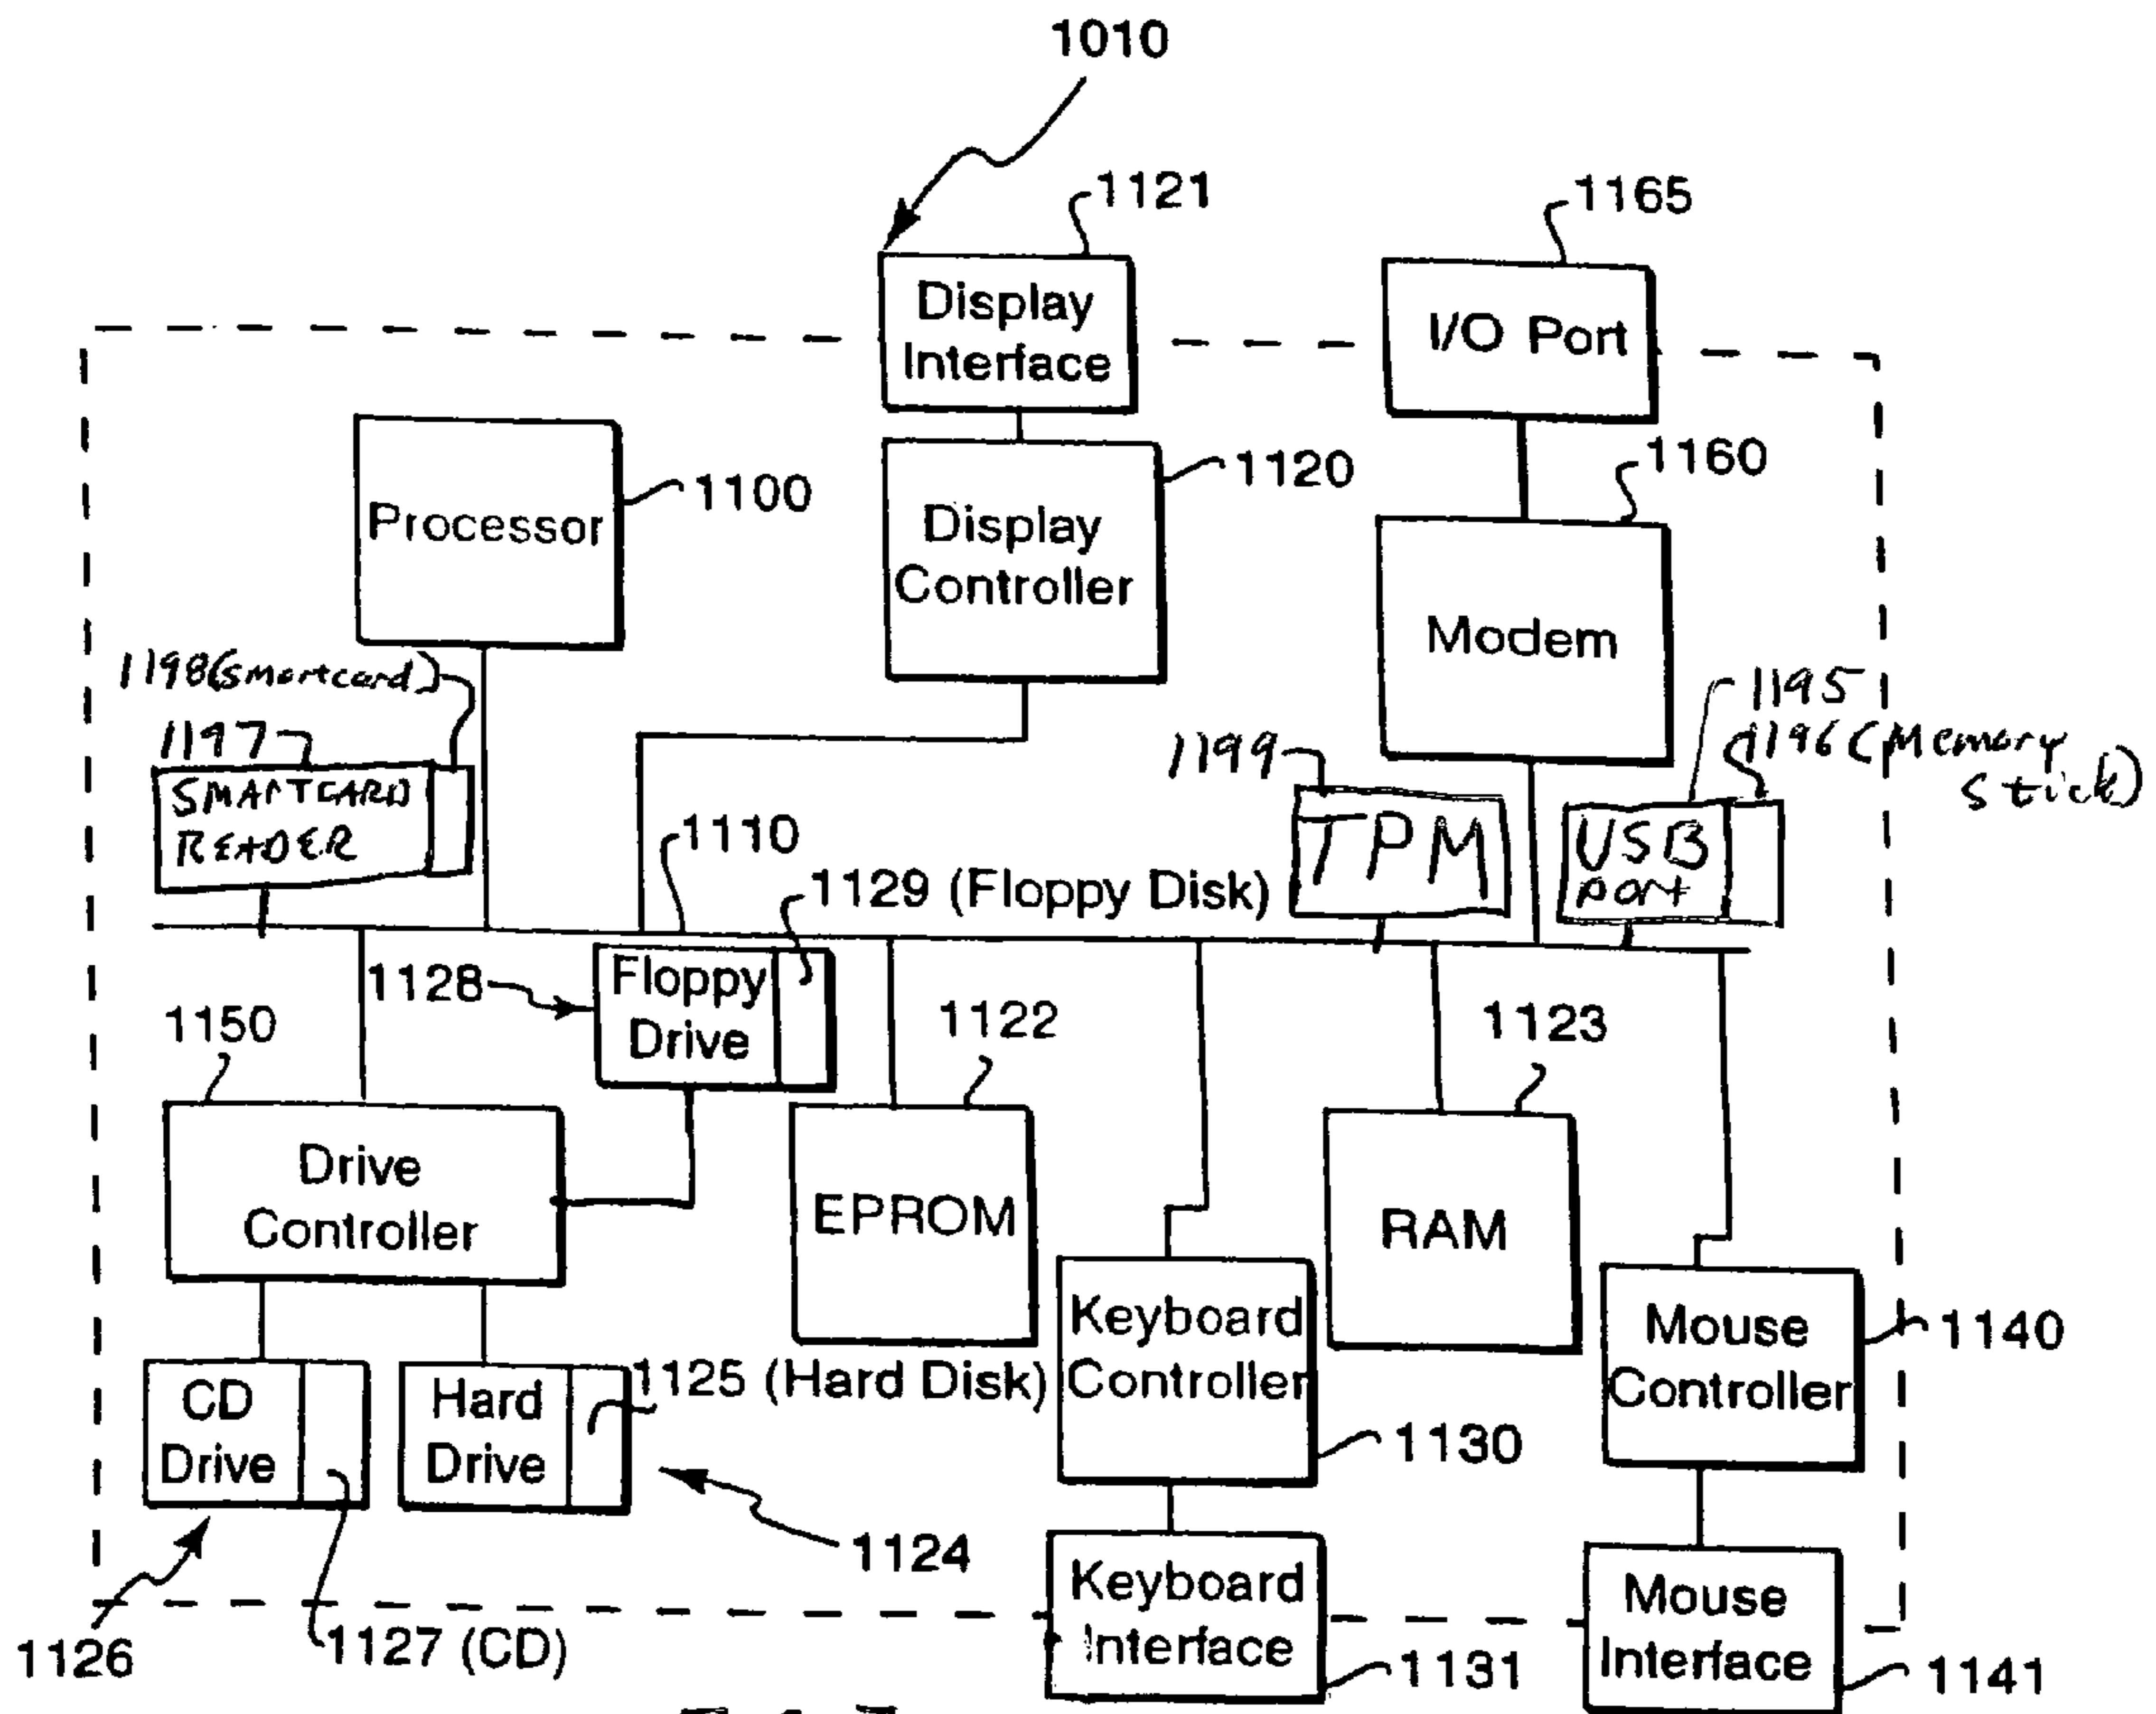 1010
1121
1165
Display
Interface
I/O Port
1160
1120
1100
Processor
Display
Controller
Modem
1198 (smartcard)
1195
1196 (Memory
Stick)
1197
1199
SMARTCARD
READER
TPM
USB
port
1110
1129 (Floppy Disk)
1128
Floppy
Drive
1150
1122
1123
Drive
Controller
EPROM
RAM
Keyboard
Controller
Mouse
Controller
1140
CD
Drive
Hard
Drive
1125 (Hard Disk)
1130
1124
Keyboard
Interface
Mouse
Interface
1126
1127 (CD)
1131
1141